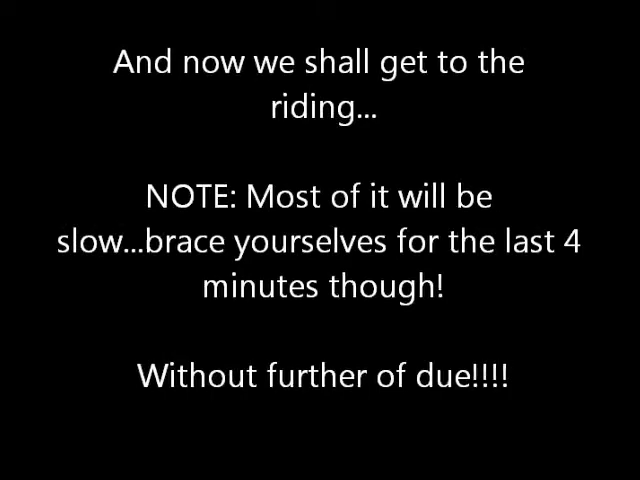 And now we shall get to the
riding...
NOTE: Most of it will be
slow...brace yourselves for the last 4
minutes though!
Without further of due!!!!